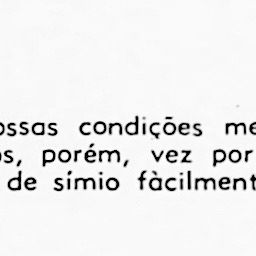 ossas condições me
os, porém, vez por
de símio fàcilment